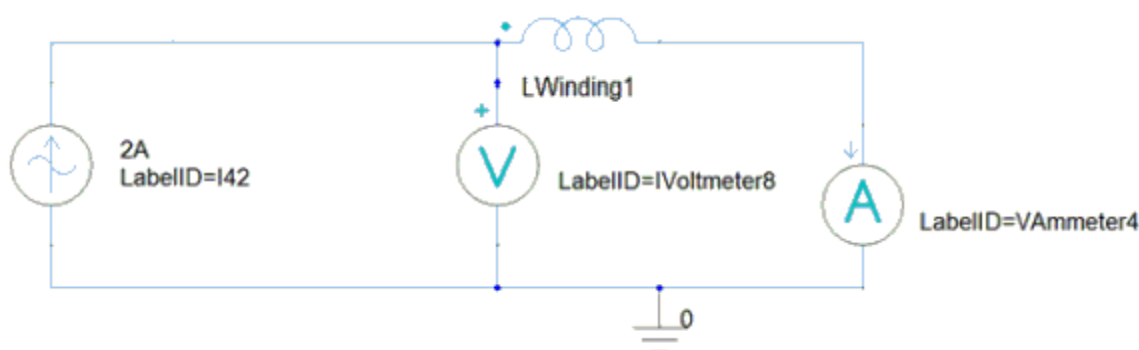 LWinding1
+
2A
LabelID=I42
V
LabelID=IVoltmeter8
A
LabelID=VAmmeter4
0